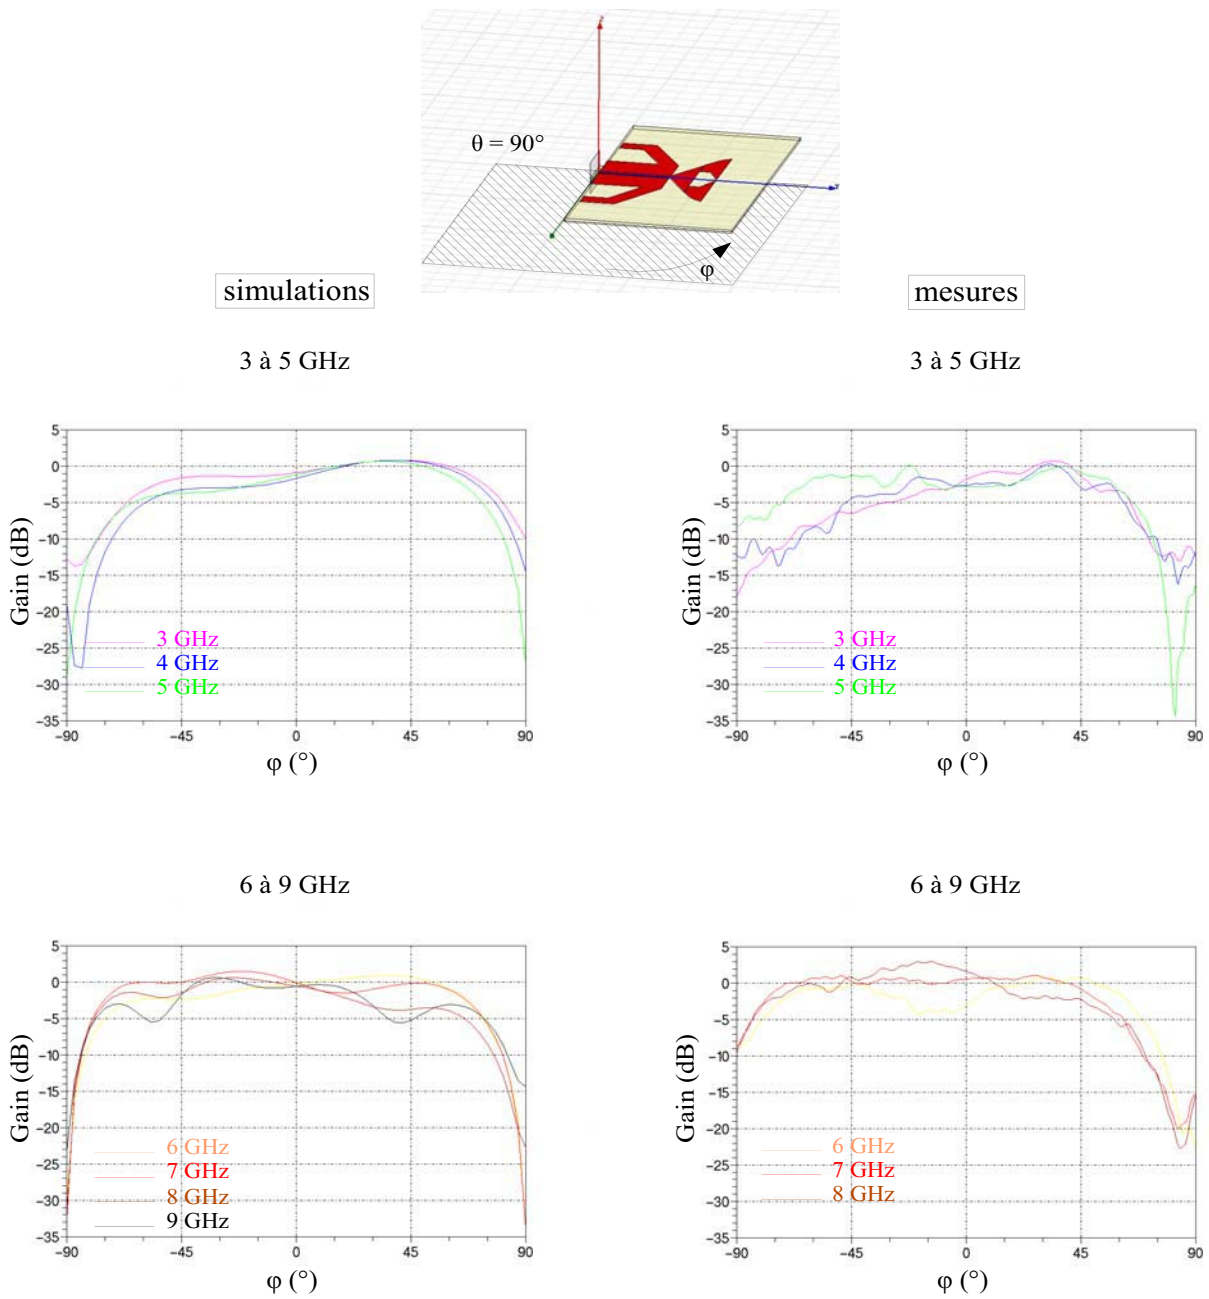 θ = 90°
φ
simulations
mesures
3 à 5 GHz
3 à 5 GHz
5
0
-5
-10
-15
-20
-25
-30
-35
Gain (dB)
3 GHz
4 GHz
5 GHz
-90
-45
0
45
90
φ (°)
5
0
-5
-10
-15
-20
-25
-30
-35
Gain (dB)
3 GHz
4 GHz
5 GHz
-90
-45
0
45
90
φ (°)
6 à 9 GHz
6 à 9 GHz
5
0
-5
-10
-15
-20
-25
-30
-35
Gain (dB)
6 GHz
7 GHz
8 GHz
9 GHz
-90
-45
0
45
90
φ (°)
5
0
-5
-10
-15
-20
-25
-30
-35
Gain (dB)
6 GHz
7 GHz
8 GHz
-90
-45
0
45
90
φ (°)